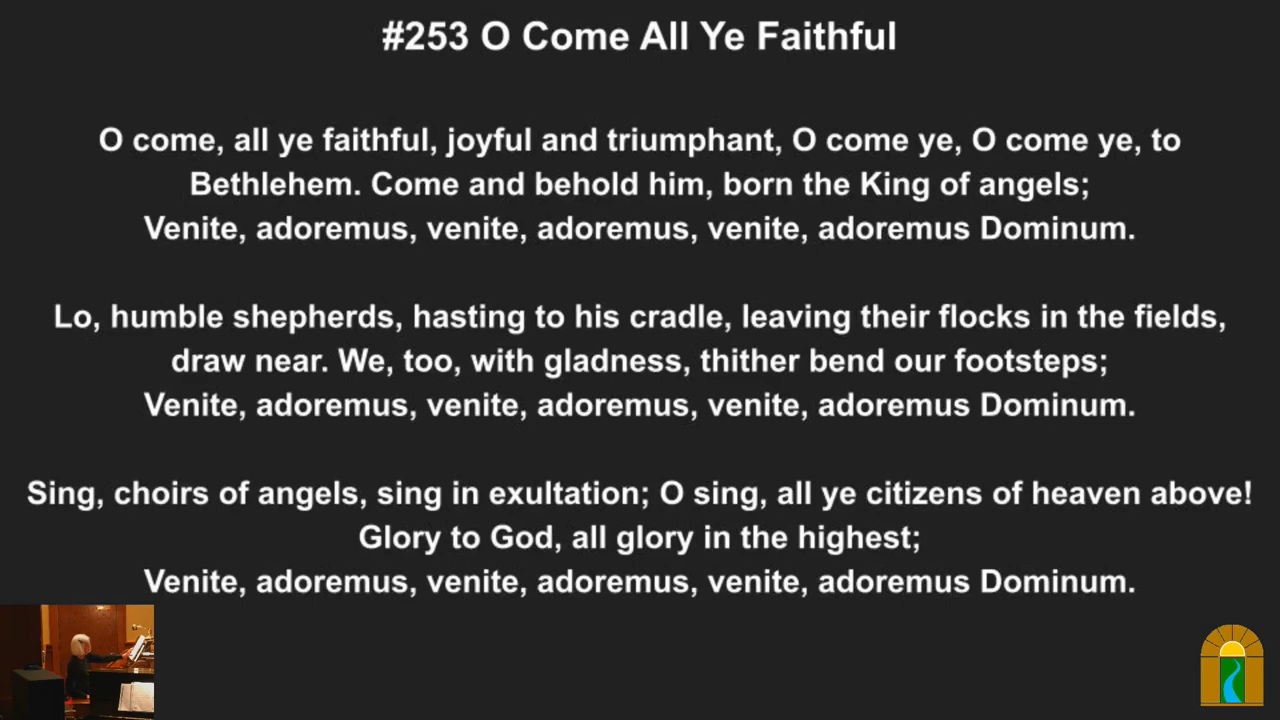 #253 O Come All Ye Faithful
O come, all ye faithful, joyful and triumphant, O come ye, O come ye, to
Bethlehem. Come and behold him, born the King of angels;
Venite, adoremus, venite, adoremus, venite, adoremus Dominum.
Lo, humble shepherds, hasting to his cradle, leaving their flocks in the fields,
draw near. We, too, with gladness, thither bend our footsteps;
Venite, adoremus, venite, adoremus, venite, adoremus Dominum.
Sing, choirs of angels, sing in exultation; O sing, all ye citizens of heaven above!
Glory to God, all glory in the highest;
Venite, adoremus, venite, adoremus, venite, adoremus Dominum.